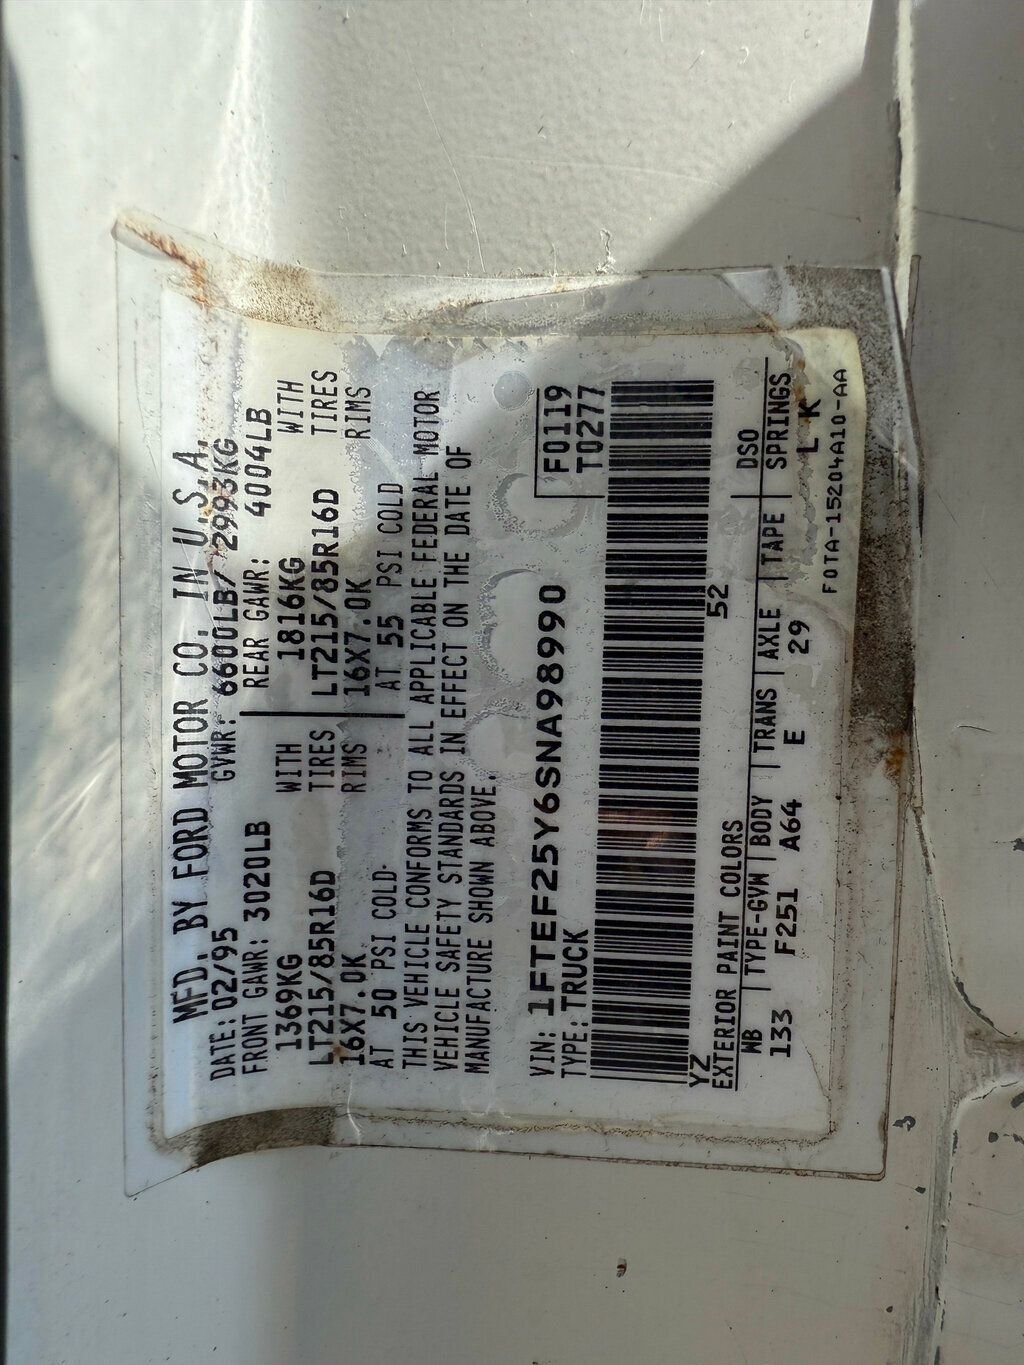 MFD. BY FORD MOTOR CO. IN U.S.A.
DATE: 02/95 GVWR: 6600LB/ 2993KG
FRONT GAWR: 3020LB REAR GAWR: 4004LB
1369KG WITH 1816KG WITH
LT215/85R16D TIRES LT215/85R16D TIRES
16X7.0K RIMS 16X7.0K RIMS
AT 50 PSI COLD AT 55 PSI COLD
THIS VEHICLE CONFORMS TO ALL APPLICABLE FEDERAL MOTOR
VEHICLE SAFETY STANDARDS IN EFFECT ON THE DATE OF
MANUFACTURE SHOWN ABOVE.
F0119
T0277
VIN: 1FTEF25Y6SNA98990
TYPE: TRUCK
YZ 52
EXTERIOR PAINT COLORS DSO
WB TYPE-GVW BODY TRANS AXLE TAPE SPRINGS
133 F251 A64 E 29 L K
F0TA-15204A10-AA